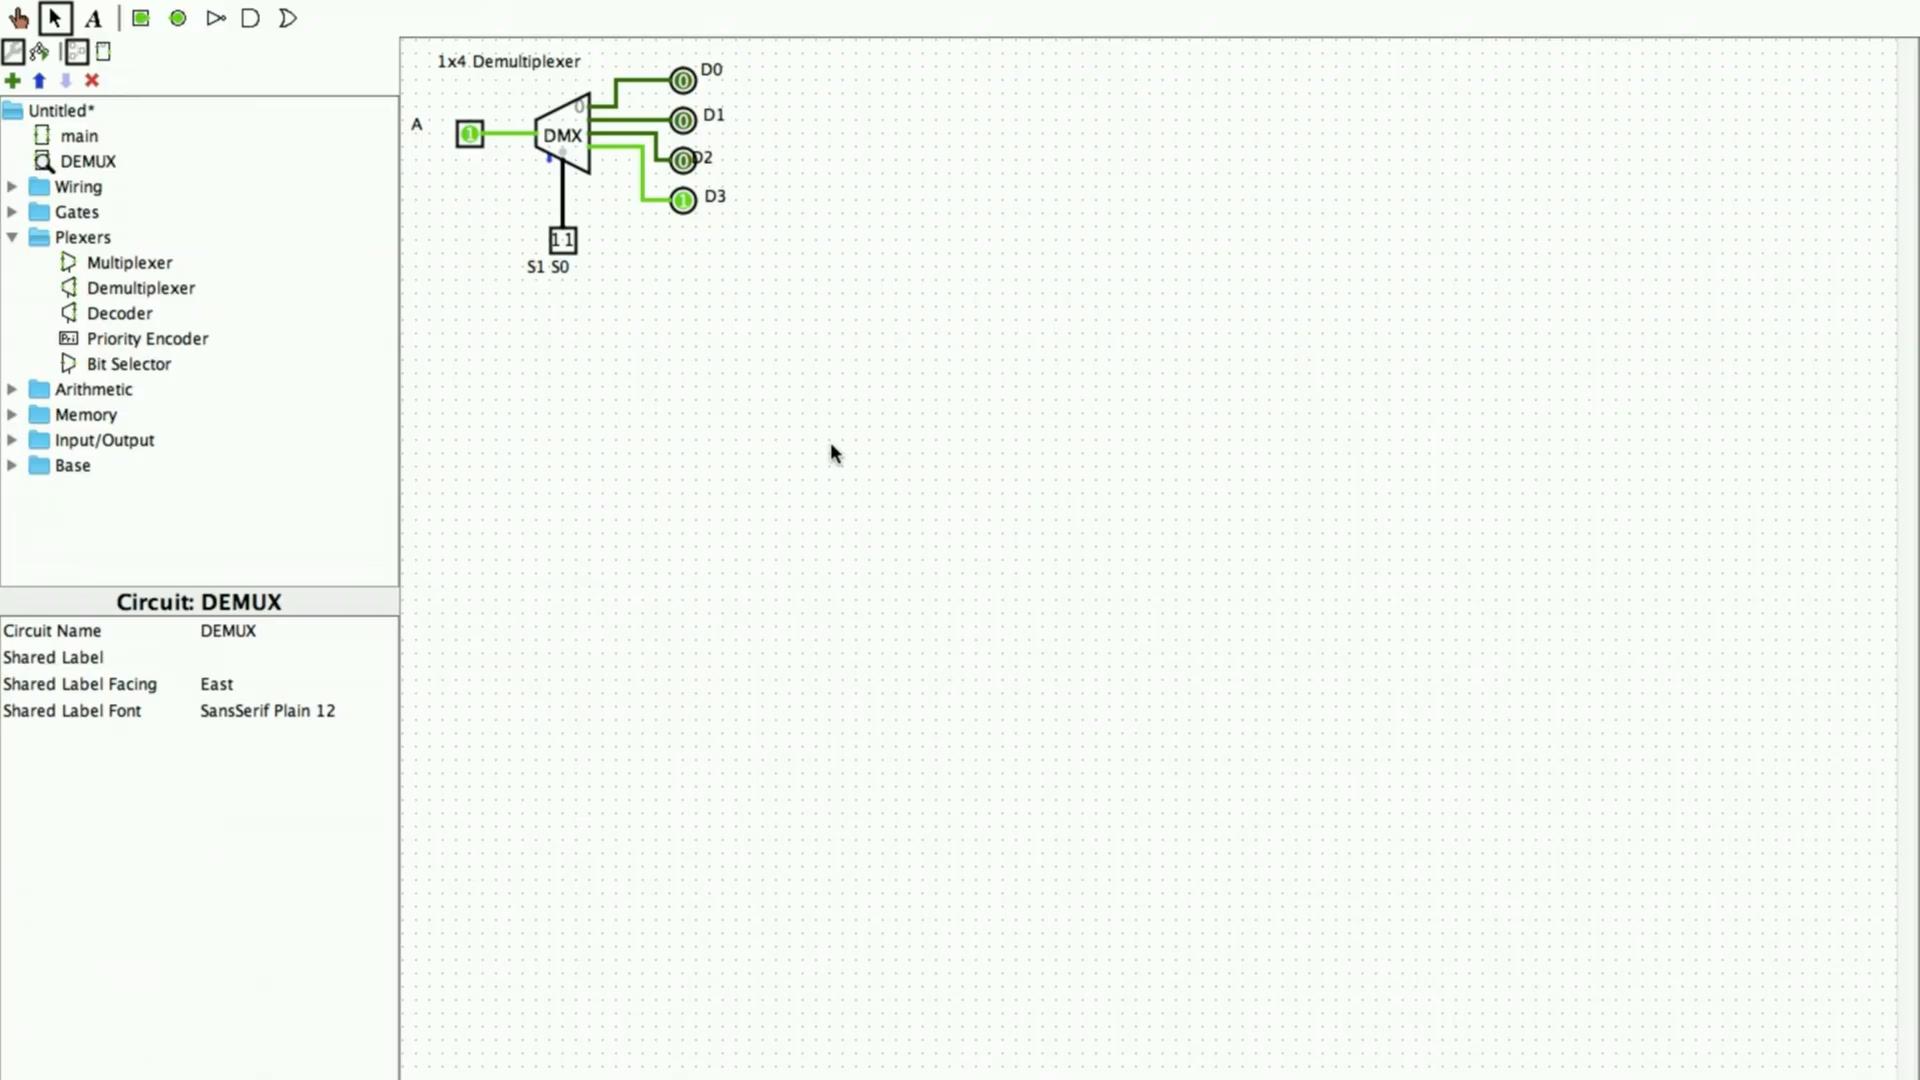 A
Untitled*
main
DEMUX
Wiring
Gates
Plexers
Multiplexer
Demultiplexer
Decoder
Pri Priority Encoder
Bit Selector
Arithmetic
Memory
Input/Output
Base
Circuit: DEMUX
Circuit Name DEMUX
Shared Label
Shared Label Facing East
Shared Label Font SansSerif Plain 12
1x4 Demultiplexer
A
1
DMX
0
0 D0
0 D1
0 D2
1 D3
1 1
S1 S0